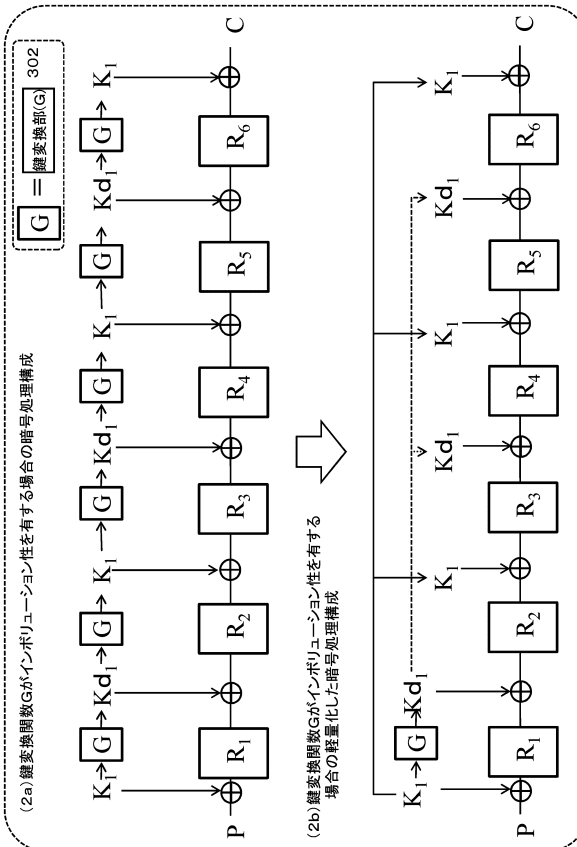 G = 鍵変換部(G) 302
(2a)鍵変換関数Gがインボリューション性を有する場合の暗号処理構成
K1 G Kd1 G K1 G Kd1 G K1 G Kd1 G K1
P R1 R2 R3 R4 R5 R6 C
(2b)鍵変換関数Gがインボリューション性を有する
場合の軽量化した暗号処理構成
K1 G Kd1 K1 Kd1 K1 Kd1 K1
P R1 R2 R3 R4 R5 R6 C